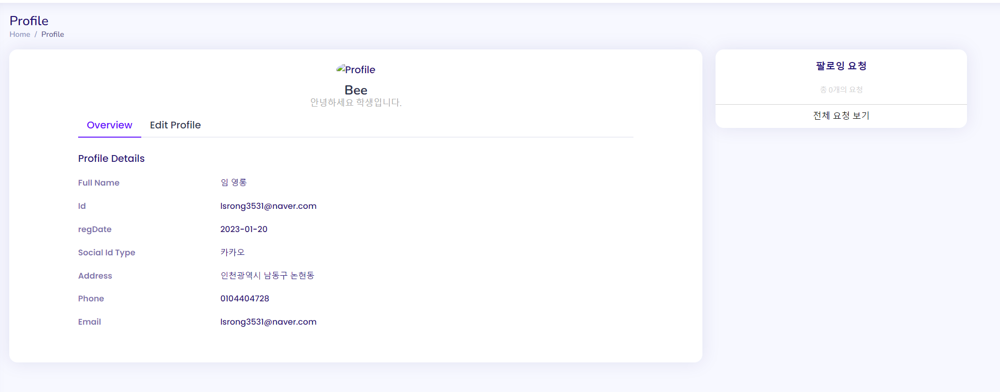 Profile
Home / Profile
Profile
Bee
안녕하세요 학생입니다.
Overview Edit Profile
Profile Details
Full Name 임 영롱
Id lsrong3531@naver.com
regDate 2023-01-20
Social Id Type 카카오
Address 인천광역시 남동구 논현동
Phone 0104404728
Email lsrong3531@naver.com
팔로잉 요청
총 0개의 요청
전체 요청 보기